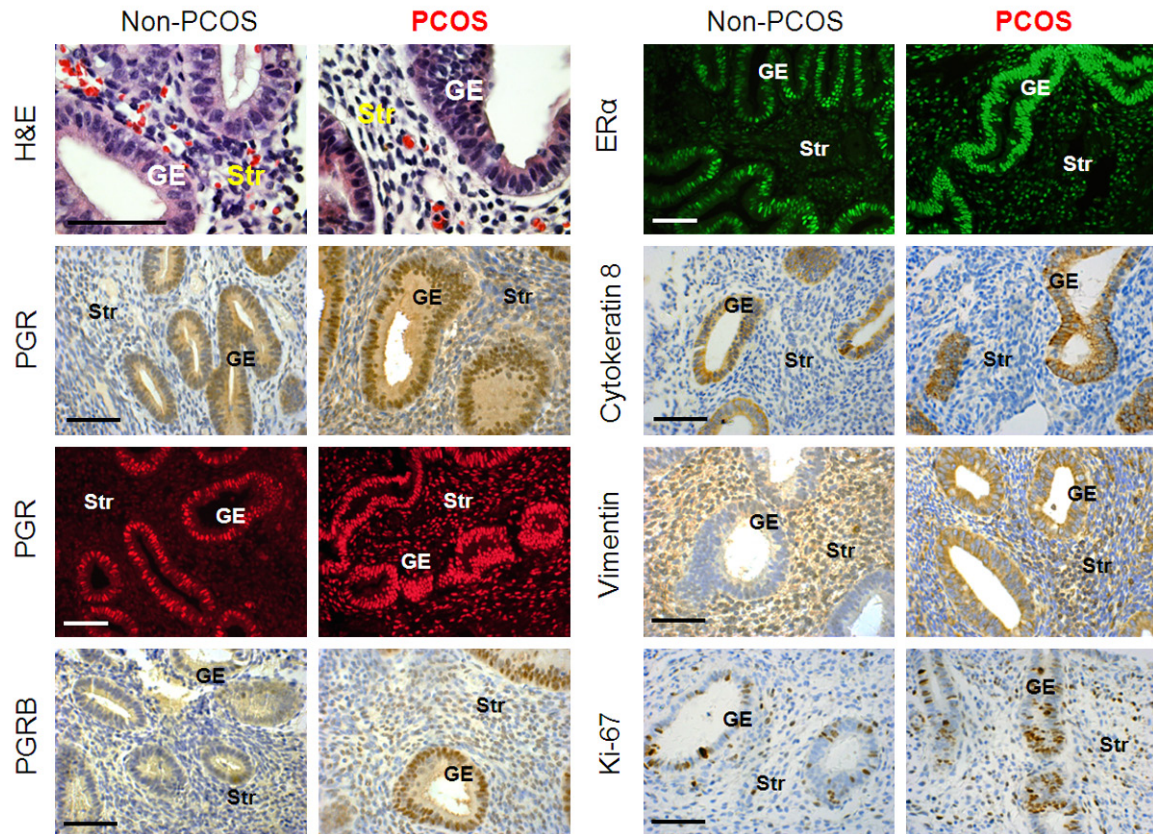 Non-PCOS PCOS Non-PCOS PCOS
H&E
GE
Str
GE
Str
ERα
GE
Str
GE
Str
PGR
Str
GE
GE
Str
Cytokeratin 8
GE
Str
GE
Str
PGR
Str
GE
Str
GE
Vimentin
GE
Str
GE
Str
PGRB
GE
Str
Str
GE
Ki-67
GE
Str
GE
Str